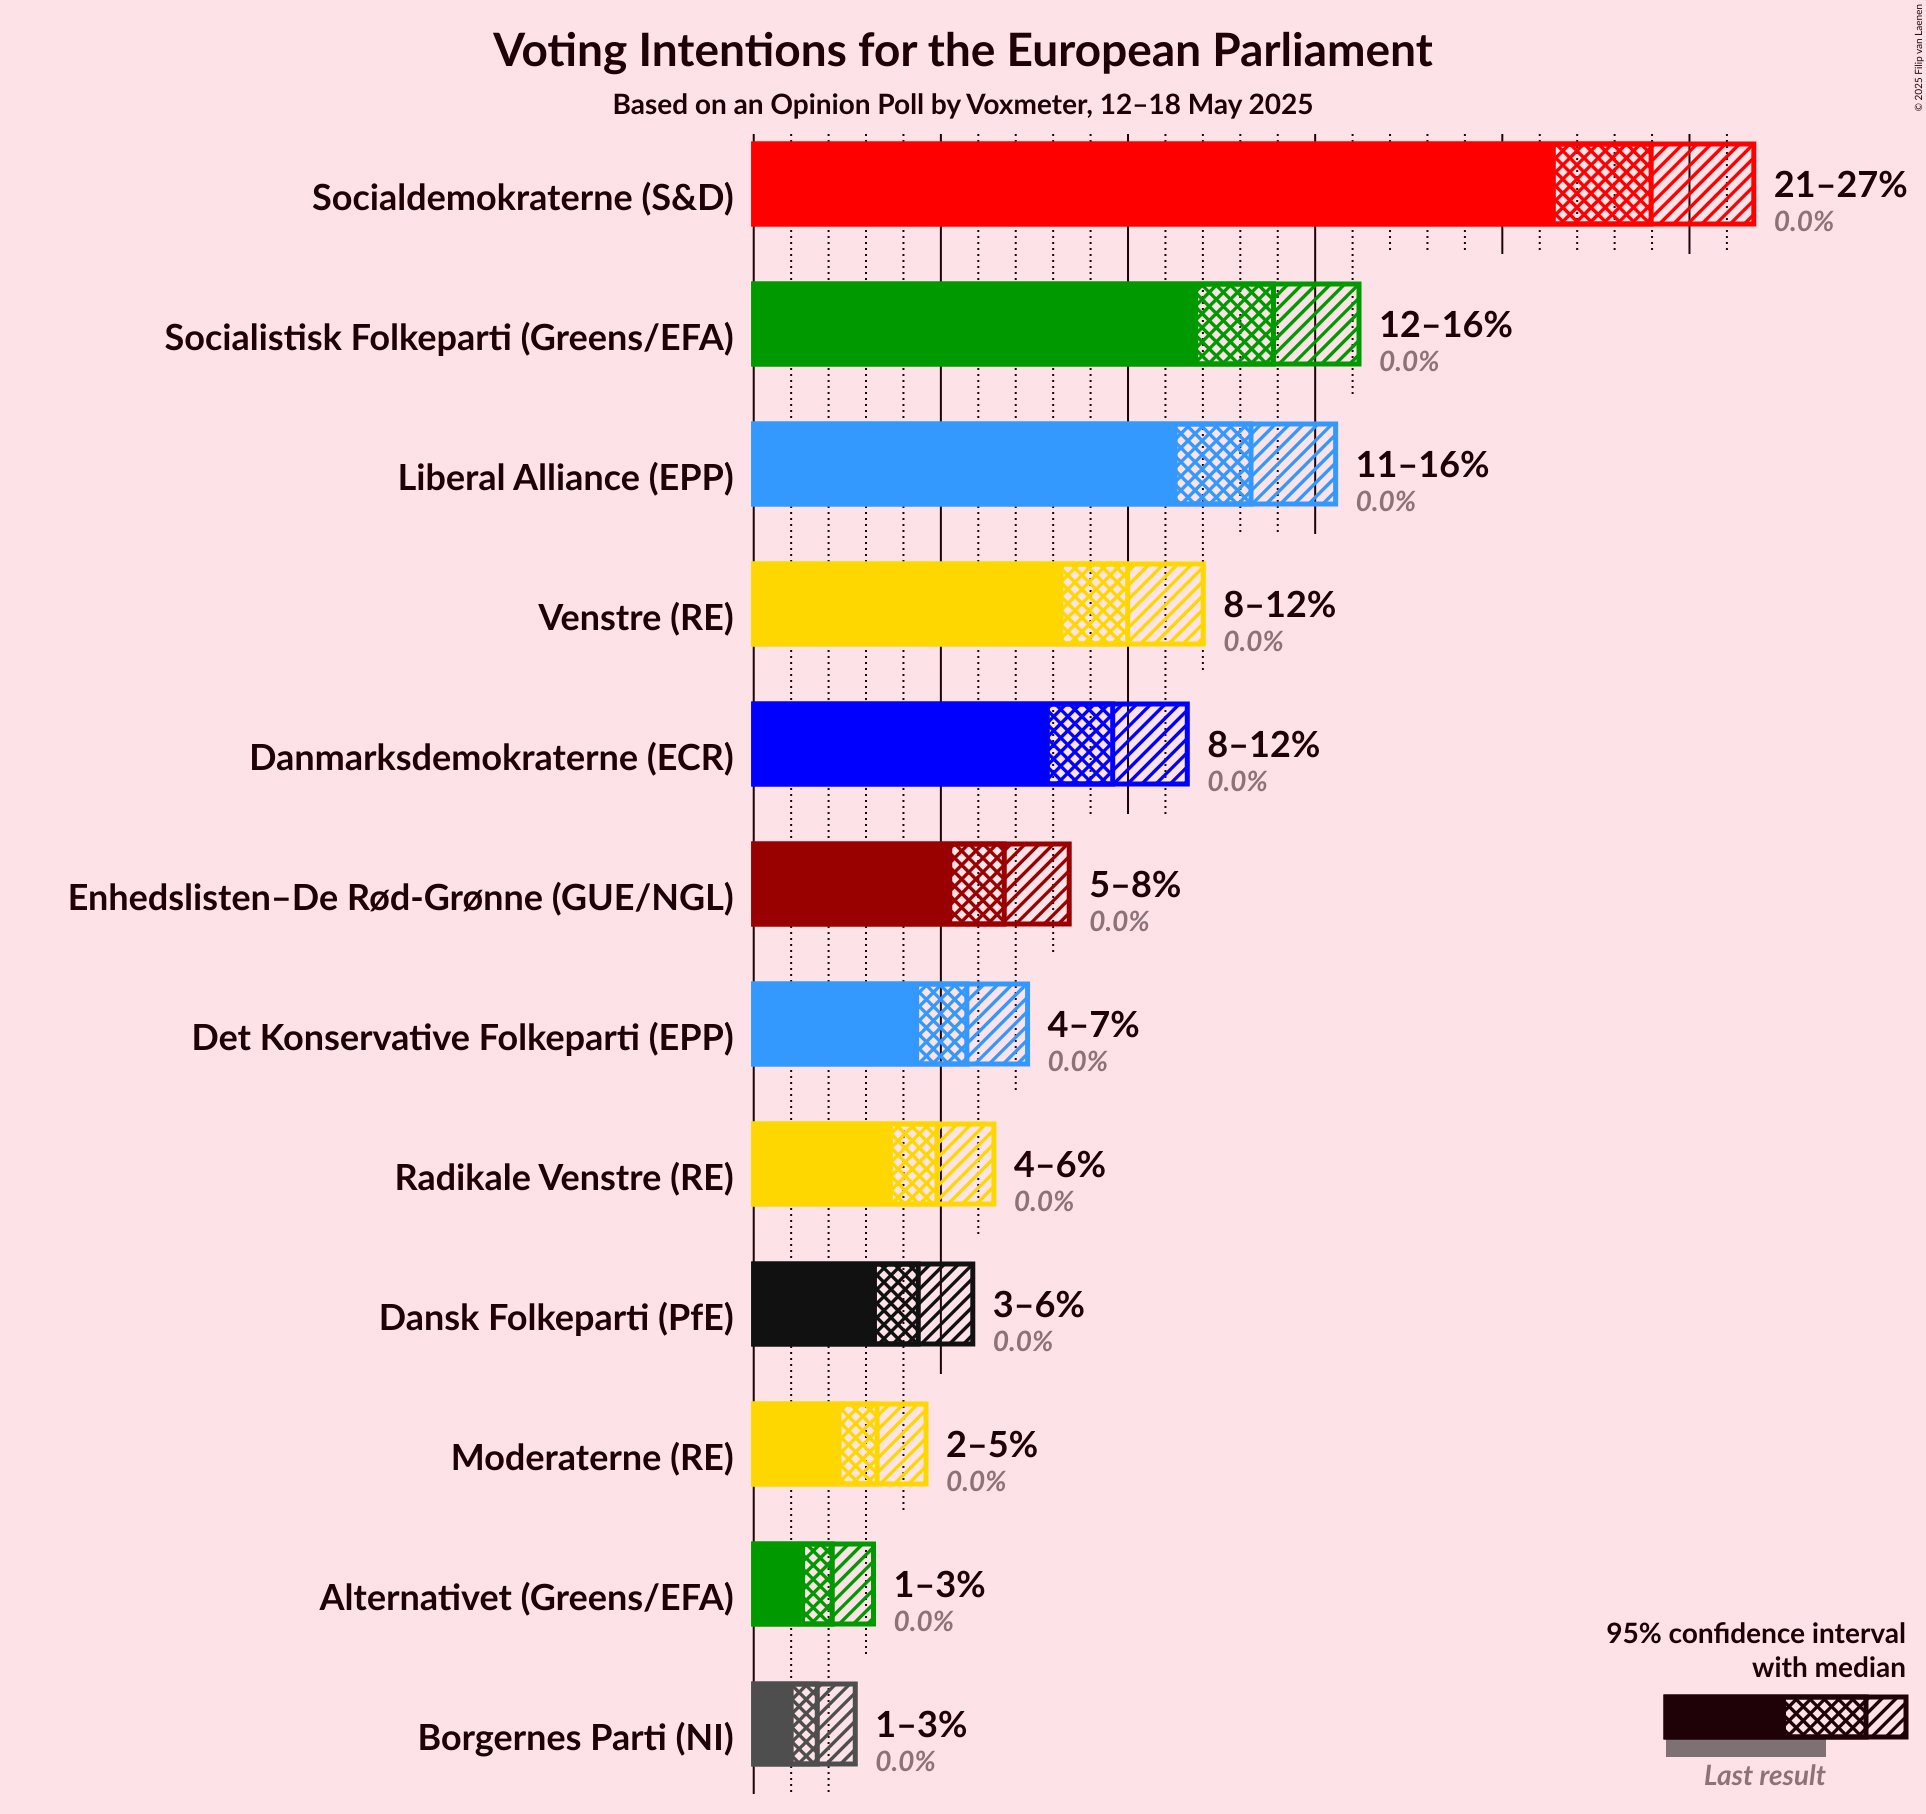 Voting Intentions for the European Parliament
Based on an Opinion Poll by Voxmeter, 12–18 May 2025
© 2025 Filip van Laenen
Socialdemokraterne (S&D)
21–27%
0.0%
Socialistisk Folkeparti (Greens/EFA)
12–16%
0.0%
Liberal Alliance (EPP)
11–16%
0.0%
Venstre (RE)
8–12%
0.0%
Danmarksdemokraterne (ECR)
8–12%
0.0%
Enhedslisten–De Rød-Grønne (GUE/NGL)
5–8%
0.0%
Det Konservative Folkeparti (EPP)
4–7%
0.0%
Radikale Venstre (RE)
4–6%
0.0%
Dansk Folkeparti (PfE)
3–6%
0.0%
Moderaterne (RE)
2–5%
0.0%
Alternativet (Greens/EFA)
1–3%
0.0%
Borgernes Parti (NI)
1–3%
0.0%
95% confidence interval
with median
Last result